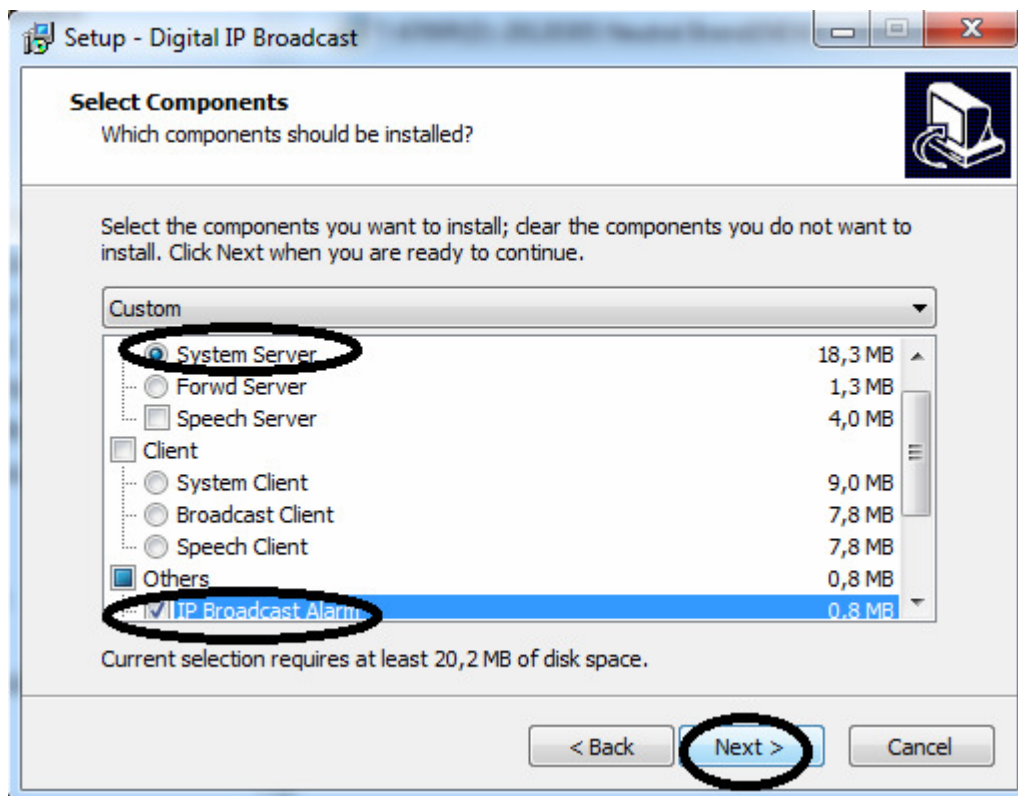 Setup - Digital IP Broadcast
Select Components
Which components should be installed?
Select the components you want to install; clear the components you do not want to
install. Click Next when you are ready to continue.
Custom
System Server 18,3 MB
Forwd Server 1,3 MB
Speech Server 4,0 MB
Client
System Client 9,0 MB
Broadcast Client 7,8 MB
Speech Client 7,8 MB
Others 0,8 MB
IP Broadcast Alarm 0,8 MB
Current selection requires at least 20,2 MB of disk space.
< Back Next > Cancel